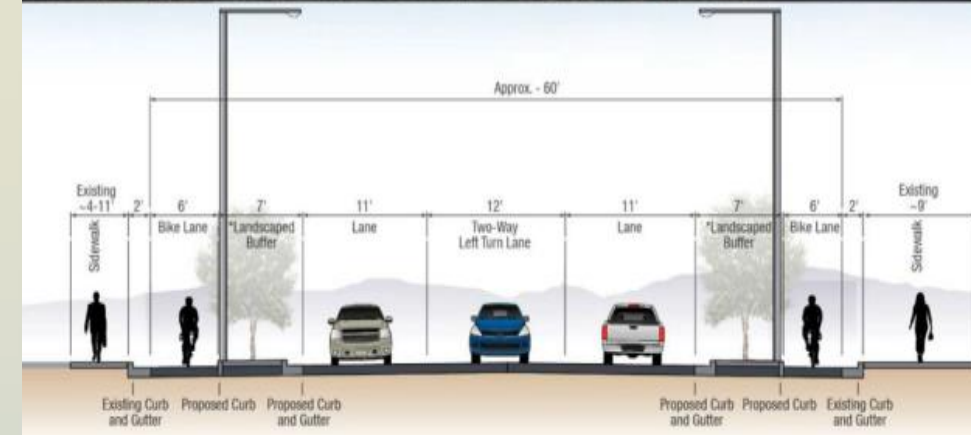 Approx. - 60'
Existing
~4-11'
2'
6'
7'
11'
12'
11'
7'
6'
2'
Existing
~9'
Sidewalk
Bike Lane
*Landscaped
Buffer
Lane
Two-Way
Left Turn Lane
Lane
*Landscaped
Buffer
Bike Lane
Sidewalk
Existing Curb
and Gutter
Proposed Curb
Proposed Curb
and Gutter
Proposed Curb
and Gutter
Proposed Curb
Existing Curb
and Gutter